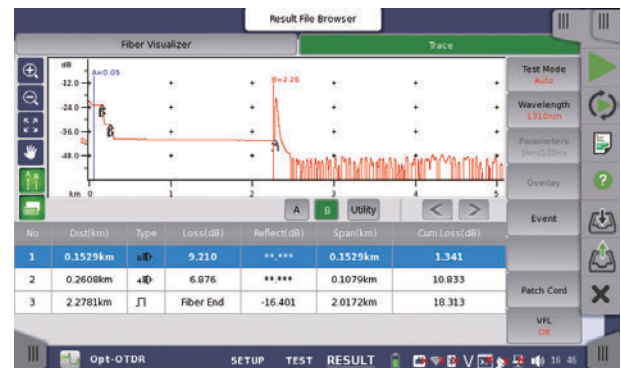 Result File Browser
Fiber Visualizer
Trace
dB
A=0.05
B=2.26
-12.0
-24.0
-36.0
-48.0
km 0 1 2 3 4 5
Test Mode
Auto
Wavelength
1310nm
Parameters
5km/100ns
Overlay
Event
Patch Cord
VFL
Off
A B Utility < >
No Dist(km) Type Loss(dB) Reflect(dB) Span(km) Cum.Loss(dB)
1 0.1529km 9.210 **.*** 0.1529km 1.341
2 0.2608km 6.876 **.*** 0.1079km 10.833
3 2.2781km Fiber End -16.401 2.0172km 18.313
Opt-OTDR SETUP TEST RESULT 16 46